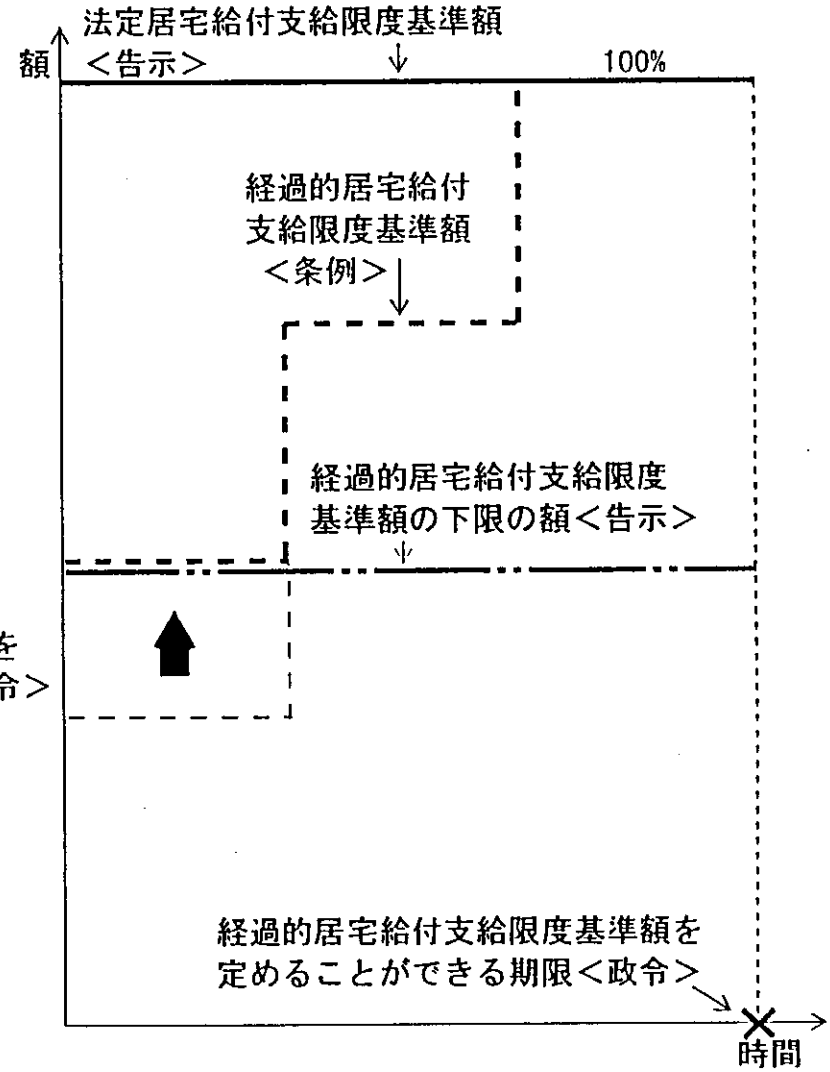 法定居宅給付支給限度基準額
額
＜告示＞
100%
経過的居宅給付
支給限度基準額
＜条例＞
経過的居宅給付支給限度
基準額の下限の額＜告示＞
を
令＞
経過的居宅給付支給限度基準額を
定めることができる期限＜政令＞
時間